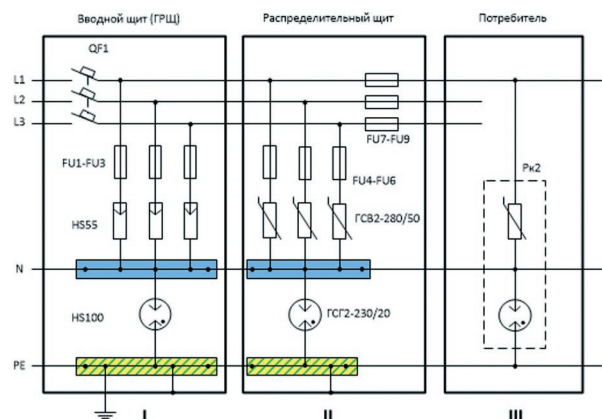 Вводной щит (ГРЩ)
Распределительный щит
Потребитель
QF1
L1
L2
L3
FU7-FU9
FU1-FU3
FU4-FU6
Рк2
HS55
ГСВ2-280/50
N
HS100
ГСГ2-230/20
PE
I
II
III